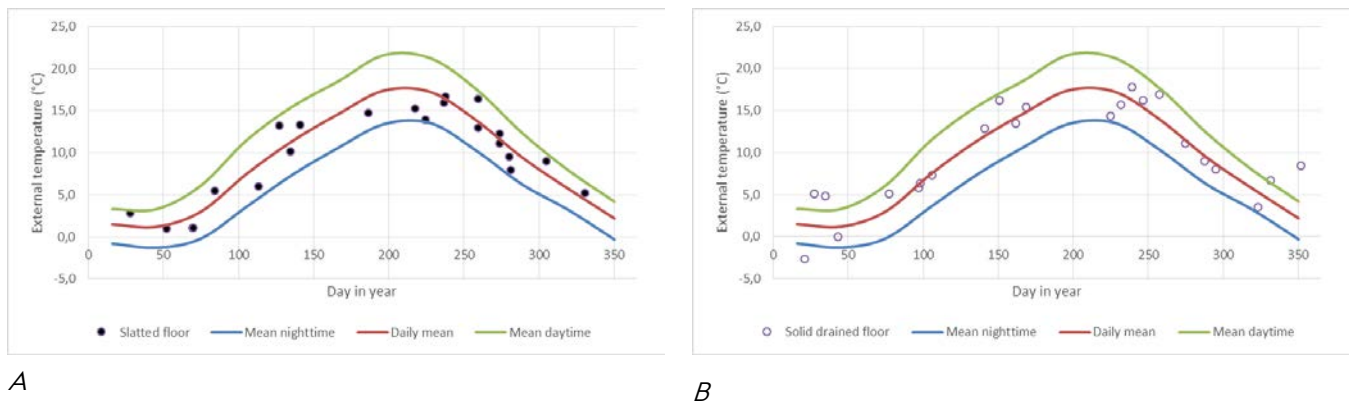 25,0
20,0
15,0
10,0
5,0
0,0
-5,0
External temperature (°C)
0 50 100 150 200 250 300 350
Day in year
Slatted floor Mean nighttime Daily mean Mean daytime
A
25,0
20,0
15,0
10,0
5,0
0,0
-5,0
External temperature (°C)
0 50 100 150 200 250 300 350
Day in year
Solid drained floor Mean nighttime Daily mean Mean daytime
B